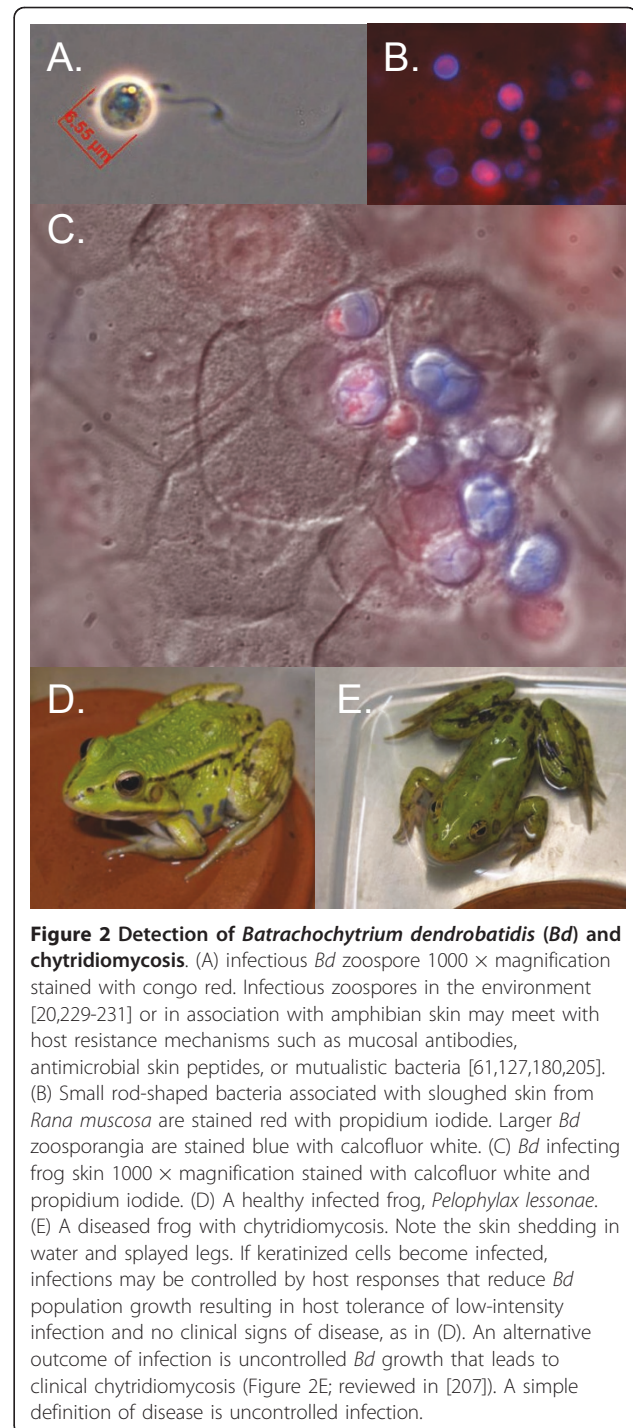 A.
B.
6.55 µm
C.
D.
E.
Figure 2 Detection of Batrachochytrium dendrobatidis (Bd) and
chytridiomycosis. (A) infectious Bd zoospore 1000 × magnification
stained with congo red. Infectious zoospores in the environment
[20,229-231] or in association with amphibian skin may meet with
host resistance mechanisms such as mucosal antibodies,
antimicrobial skin peptides, or mutualistic bacteria [61,127,180,205].
(B) Small rod-shaped bacteria associated with sloughed skin from
Rana muscosa are stained red with propidium iodide. Larger Bd
zoosporangia are stained blue with calcofluor white. (C) Bd infecting
frog skin 1000 × magnification stained with calcofluor white and
propidium iodide. (D) A healthy infected frog, Pelophylax lessonae.
(E) A diseased frog with chytridiomycosis. Note the skin shedding in
water and splayed legs. If keratinized cells become infected,
infections may be controlled by host responses that reduce Bd
population growth resulting in host tolerance of low-intensity
infection and no clinical signs of disease, as in (D). An alternative
outcome of infection is uncontrolled Bd growth that leads to
clinical chytridiomycosis (Figure 2E; reviewed in [207]). A simple
definition of disease is uncontrolled infection.